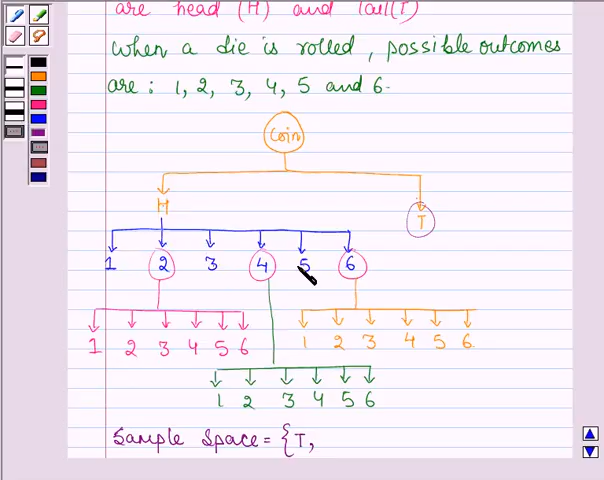 are head (H) and tail(T)
when a die is rolled, possible outcomes
are : 1, 2, 3, 4, 5 and 6.
Coin
H
T
1 2 3 4 5 6
1 2 3 4 5 6
1 2 3 4 5 6
1 2 3 4 5 6
Sample Space = {T,